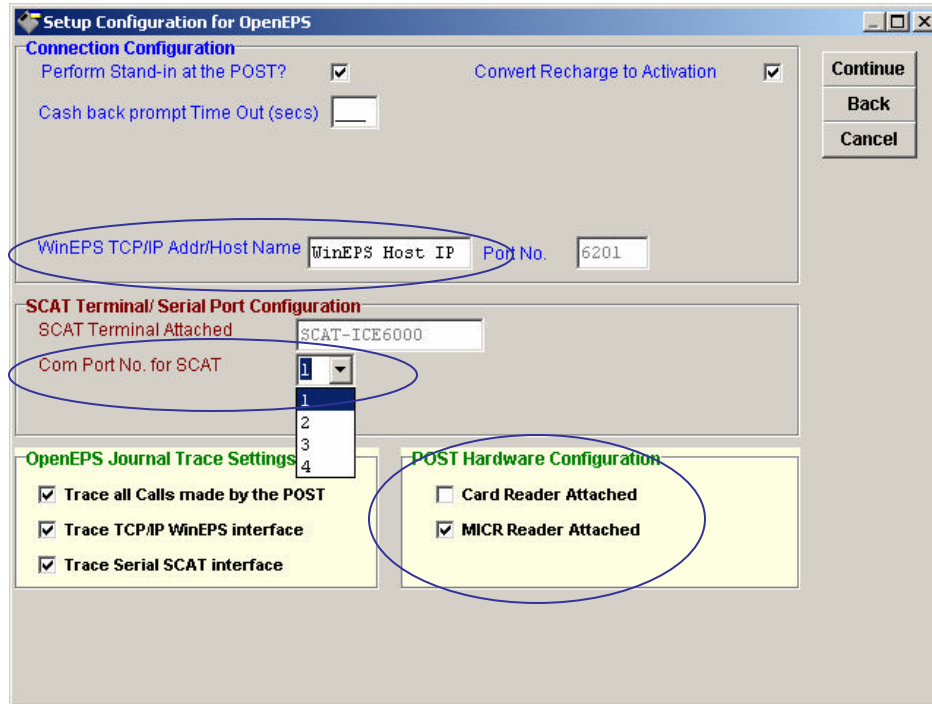 Setup Configuration for OpenEPS
Connection Configuration
Perform Stand-in at the POST?
Convert Recharge to Activation
Continue
Back
Cancel
Cash back prompt Time Out (secs) ___
WinEPS TCP/IP Addr/Host Name WinEPS Host IP Port No. 6201
SCAT Terminal/ Serial Port Configuration
SCAT Terminal Attached SCAT-ICE6000
Com Port No. for SCAT 1
1
2
3
4
OpenEPS Journal Trace Settings
Trace all Calls made by the POST
Trace TCP/IP WinEPS interface
Trace Serial SCAT interface
POST Hardware Configuration
Card Reader Attached
MICR Reader Attached